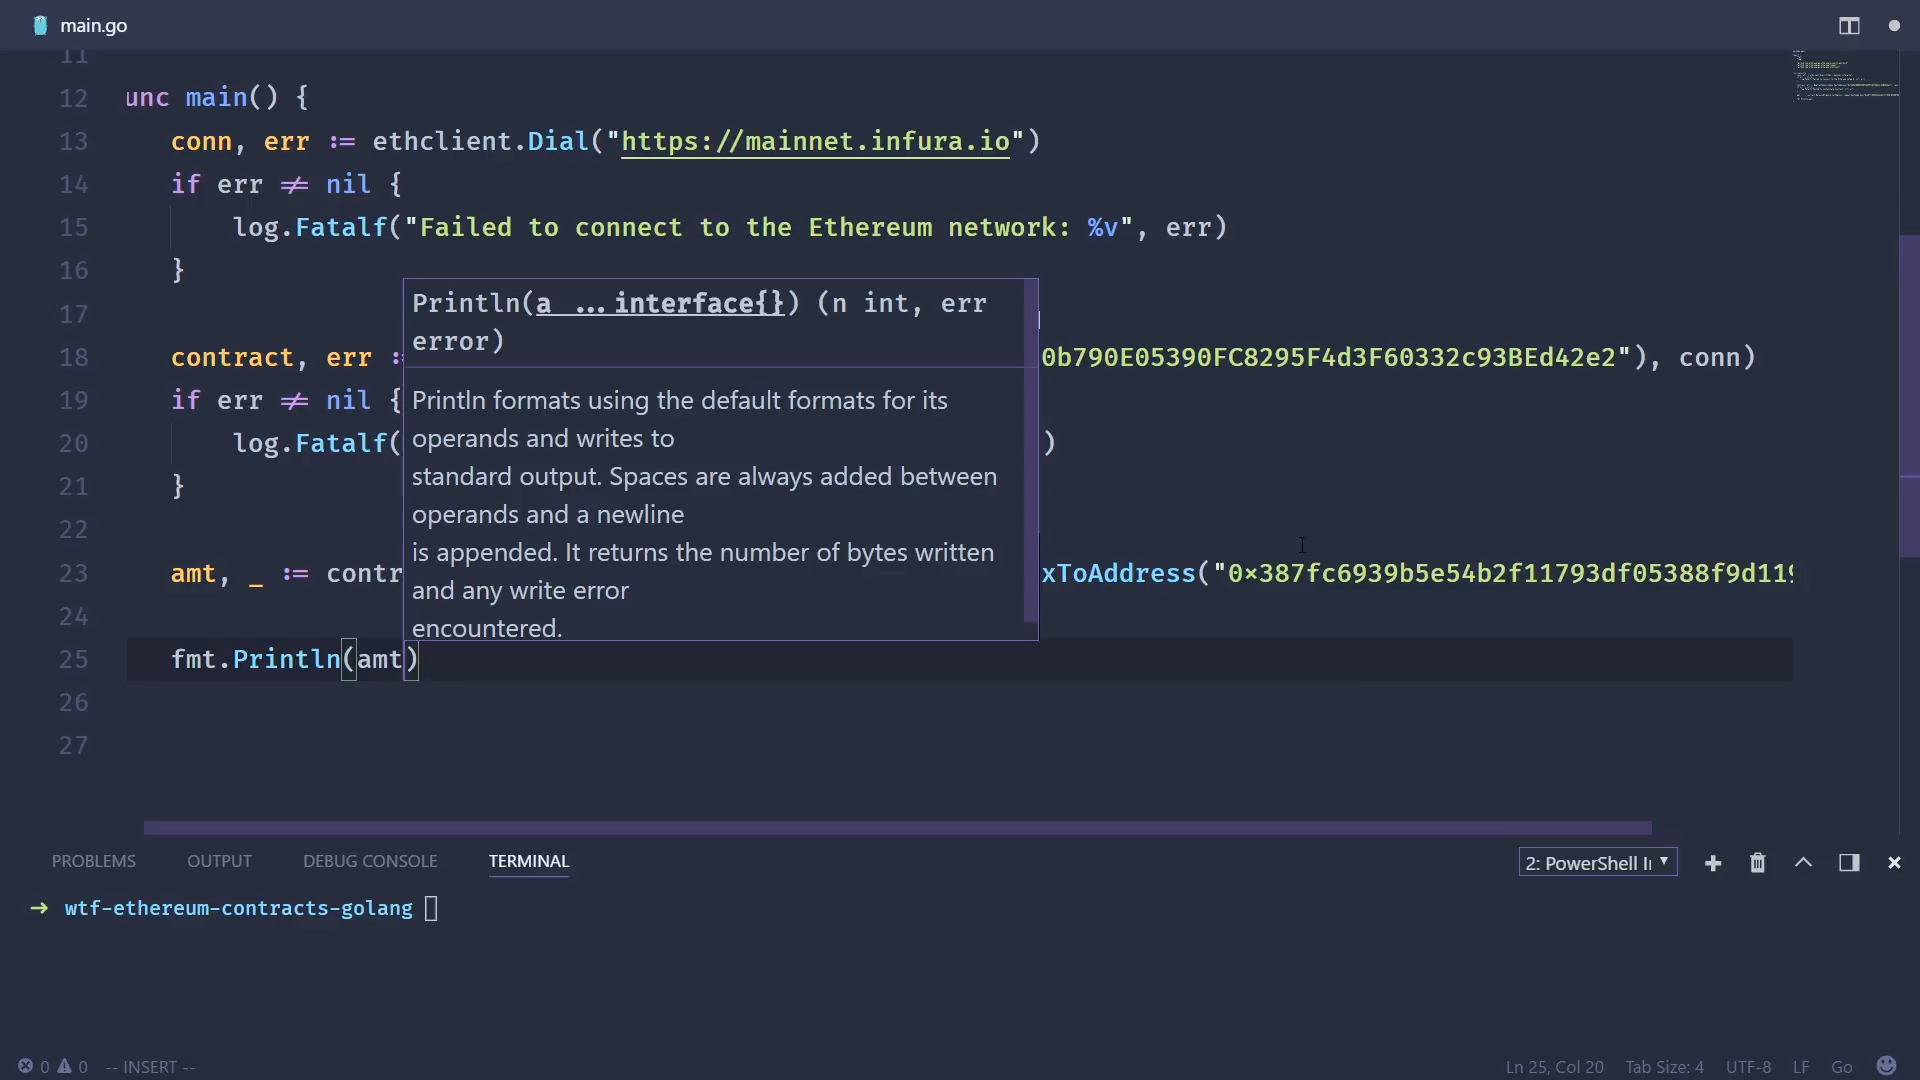 main.go
11
12 unc main() {
13 conn, err := ethclient.Dial("https://mainnet.infura.io")
14 if err != nil {
15 log.Fatalf("Failed to connect to the Ethereum network: %v", err)
16 }
Println(a ...interface{}) (n int, err
17
error)
18 contract, err := 0b790E05390FC8295F4d3F60332c93BEd42e2"), conn)
19 if err != nil {
Println formats using the default formats for its
operands and writes to
20 log.Fatalf( )
standard output. Spaces are always added between
21 }
operands and a newline
22
is appended. It returns the number of bytes written
23 amt, _ := contr xToAddress("0x387fc6939b5e54b2f11793df05388f9d119
and any write error
24
encountered.
25 fmt.Println(amt)
26
27
PROBLEMS OUTPUT DEBUG CONSOLE TERMINAL 2: PowerShell I
→ wtf-ethereum-contracts-golang
0 0 -- INSERT -- Ln 25, Col 20 Tab Size: 4 UTF-8 LF Go